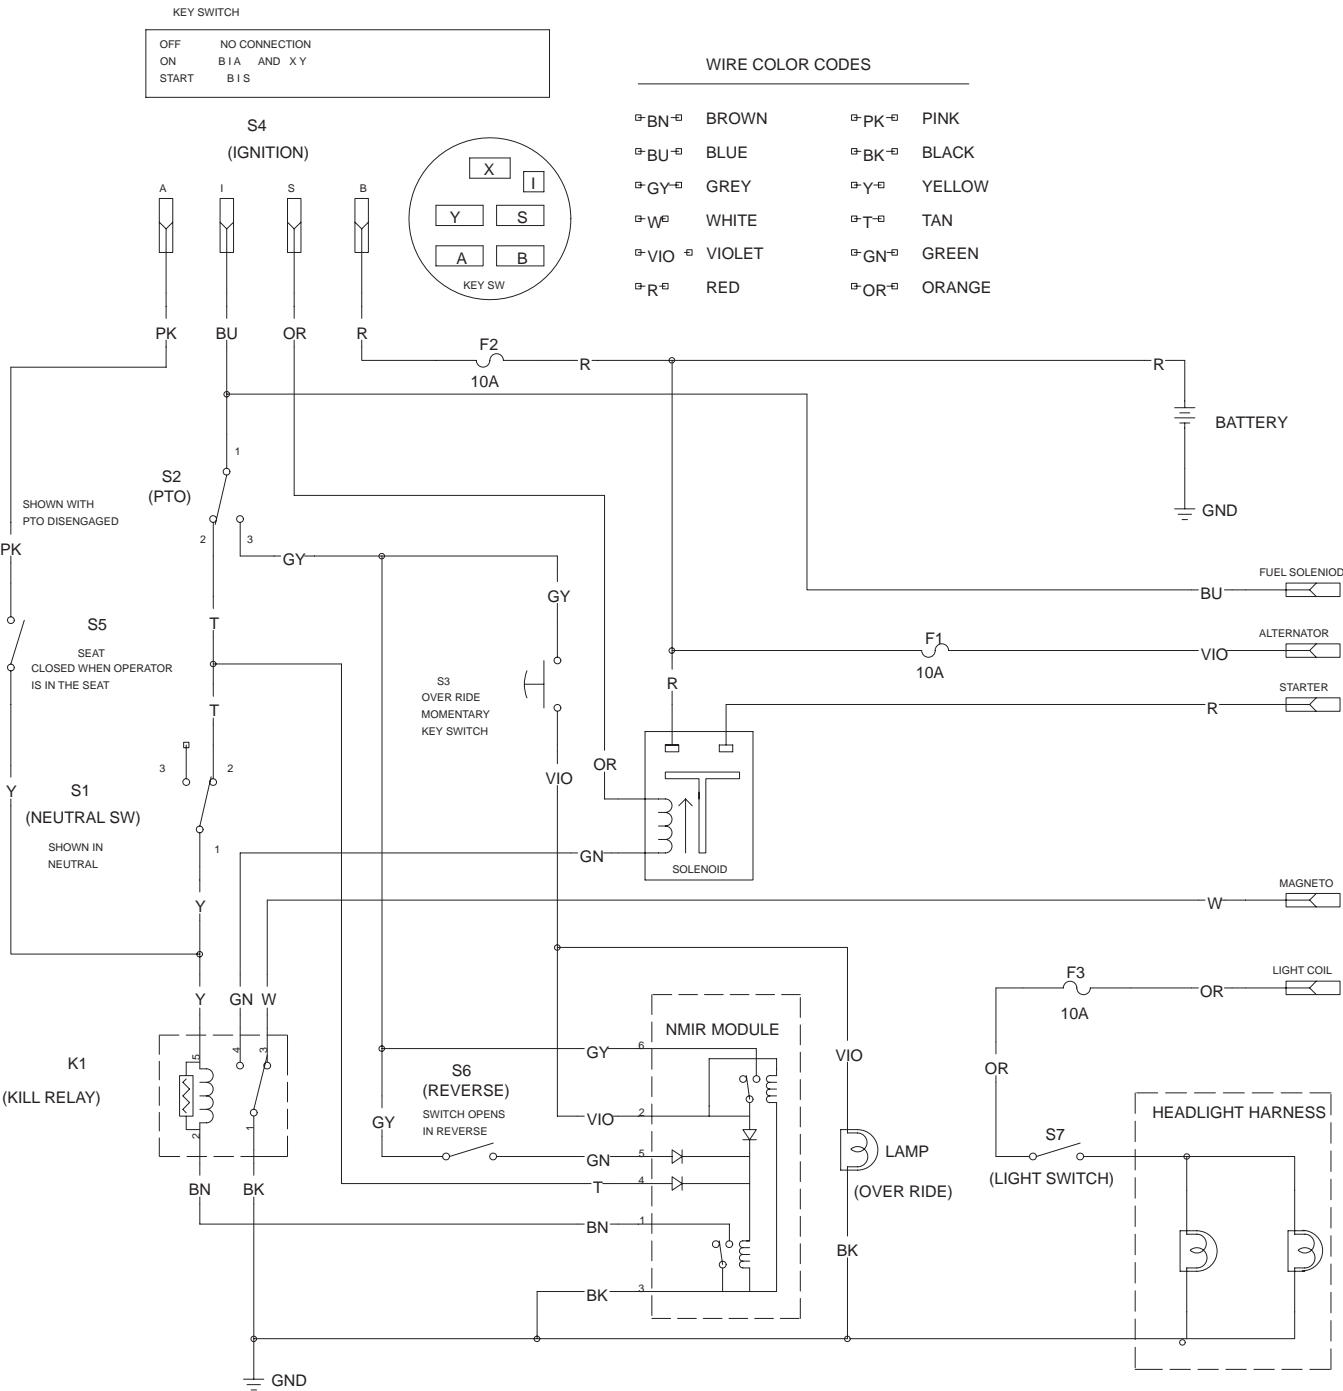 KEY SWITCH
OFF NO CONNECTION
ON B I A AND X Y
START B I S
WIRE COLOR CODES
BN BROWN PK PINK
BU BLUE BK BLACK
GY GREY Y YELLOW
W WHITE T TAN
VIO VIOLET GN GREEN
R RED OR ORANGE
S4
(IGNITION)
A I S B
X
I
Y S
A B
KEY SW
PK BU OR R
F2
10A
R
R
BATTERY
GND
1
S2
(PTO)
SHOWN WITH
PTO DISENGAGED
2 3
PK
GY
GY
FUEL SOLENIOD
BU
T
S5
SEAT
CLOSED WHEN OPERATOR
IS IN THE SEAT
ALTERNATOR
F1
10A
VIO
S3
OVER RIDE
MOMENTARY
KEY SWITCH
R
STARTER
R
T
3 2
OR
VIO
Y
S1
(NEUTRAL SW)
SHOWN IN
NEUTRAL
1
GN
SOLENOID
MAGNETO
W
Y
LIGHT COIL
F3
10A
OR
Y GN W
NMIR MODULE
K1
(KILL RELAY)
5 4 3
2 1
GY 6
VIO
OR
S6
(REVERSE)
SWITCH OPENS
IN REVERSE
GY
VIO 2
HEADLIGHT HARNESS
S7
(LIGHT SWITCH)
LAMP
(OVER RIDE)
GN 5
T 4
BN BK
BN 1
BK
BK 3
GND